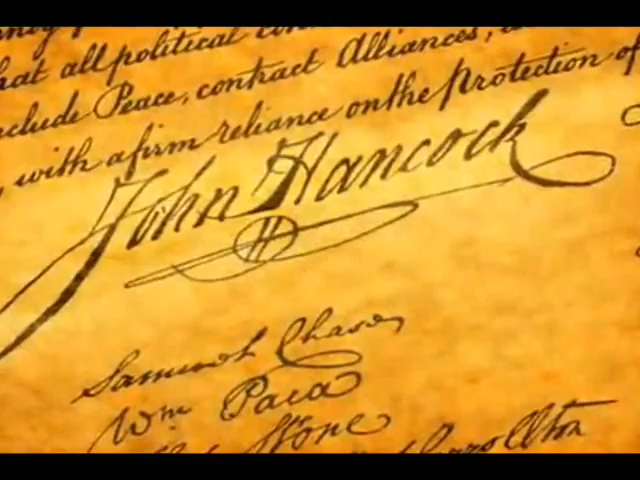 that all political
conclude Peace, contract Alliances,
, with a firm reliance on the protection of
John Hancock
Samuel Chase
Wm Paca
Stone
Carrollton